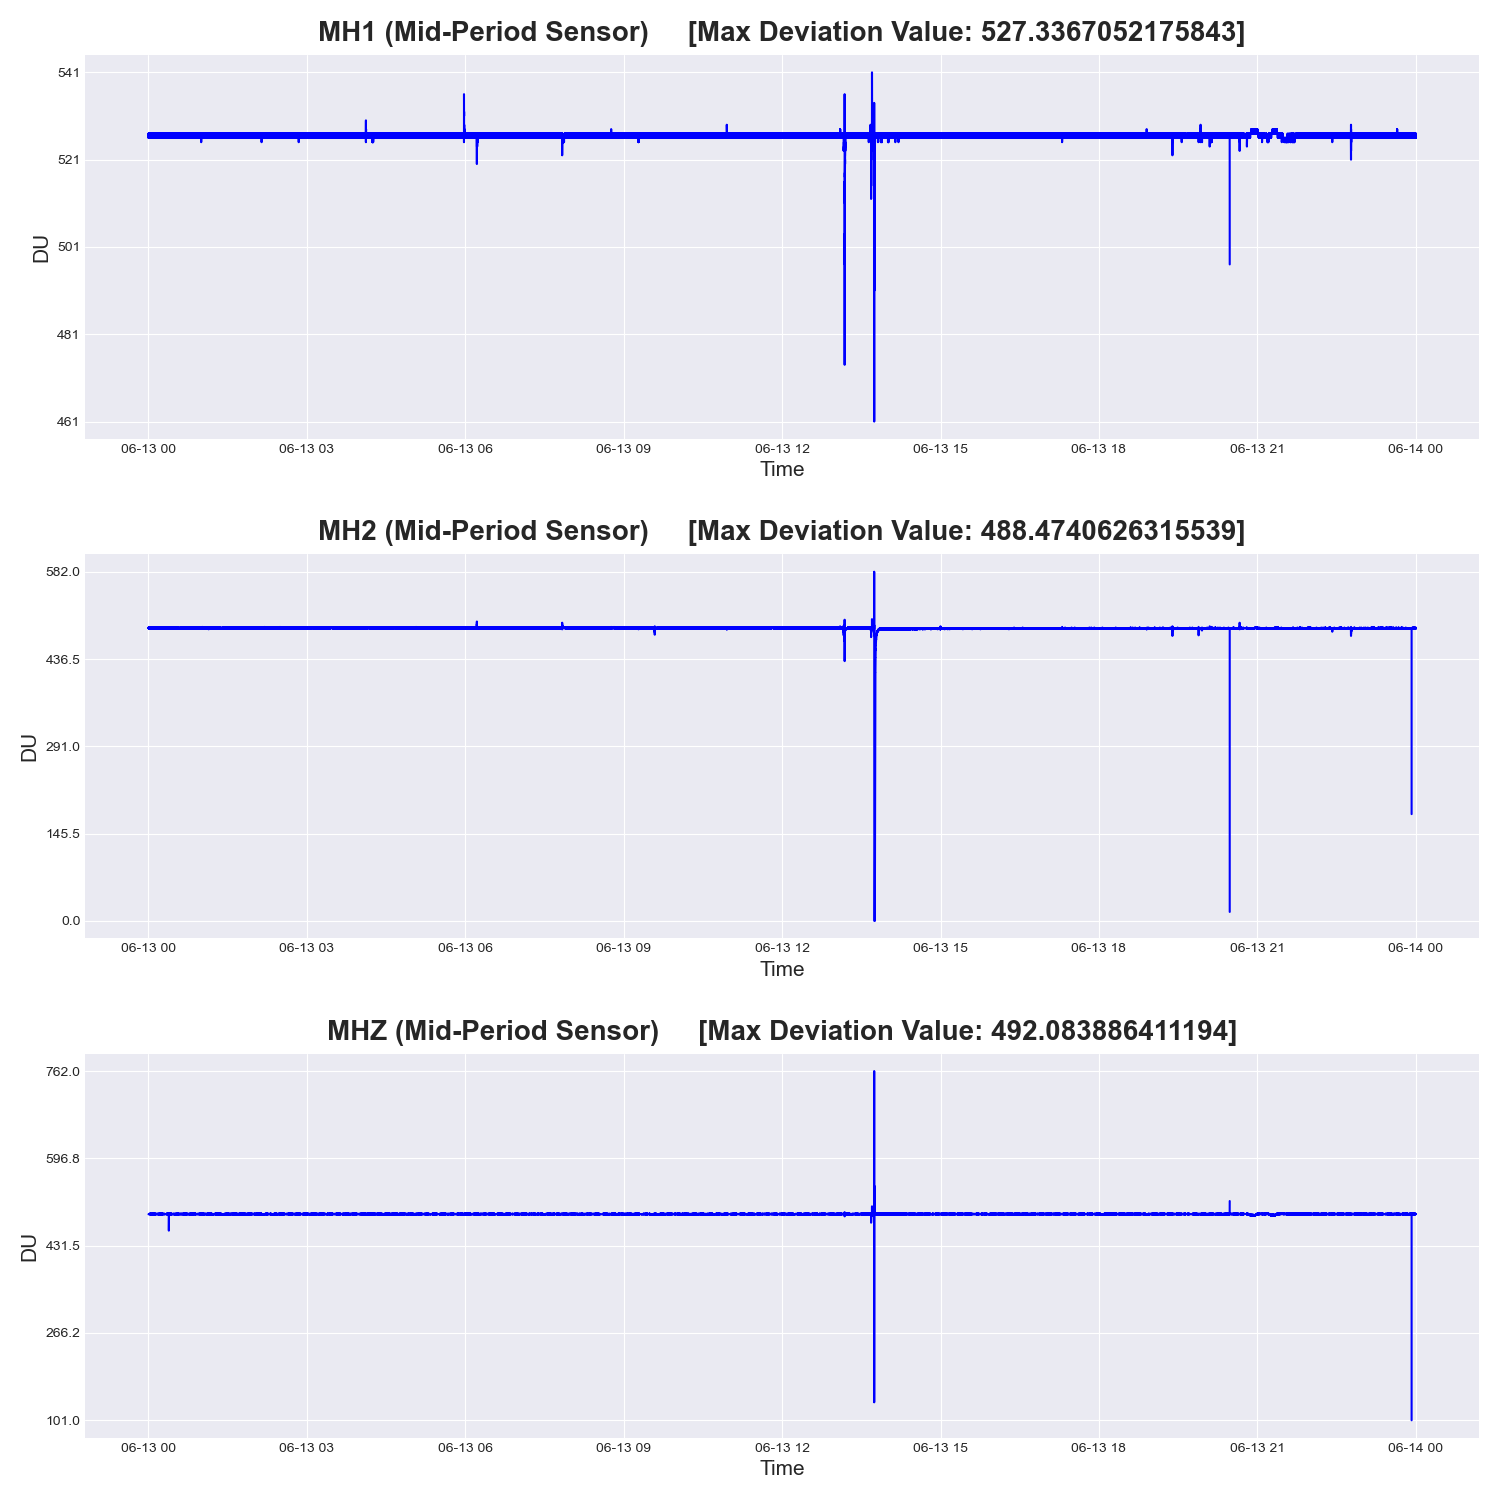 MH1 (Mid-Period Sensor) [Max Deviation Value: 527.3367052175843]
541
521
501
481
461
DU
06-13 00 06-13 03 06-13 06 06-13 09 06-13 12 06-13 15 06-13 18 06-13 21 06-14 00
Time
MH2 (Mid-Period Sensor) [Max Deviation Value: 488.4740626315539]
582.0
436.5
291.0
145.5
0.0
DU
06-13 00 06-13 03 06-13 06 06-13 09 06-13 12 06-13 15 06-13 18 06-13 21 06-14 00
Time
MHZ (Mid-Period Sensor) [Max Deviation Value: 492.083886411194]
762.0
596.8
431.5
266.2
101.0
DU
06-13 00 06-13 03 06-13 06 06-13 09 06-13 12 06-13 15 06-13 18 06-13 21 06-14 00
Time